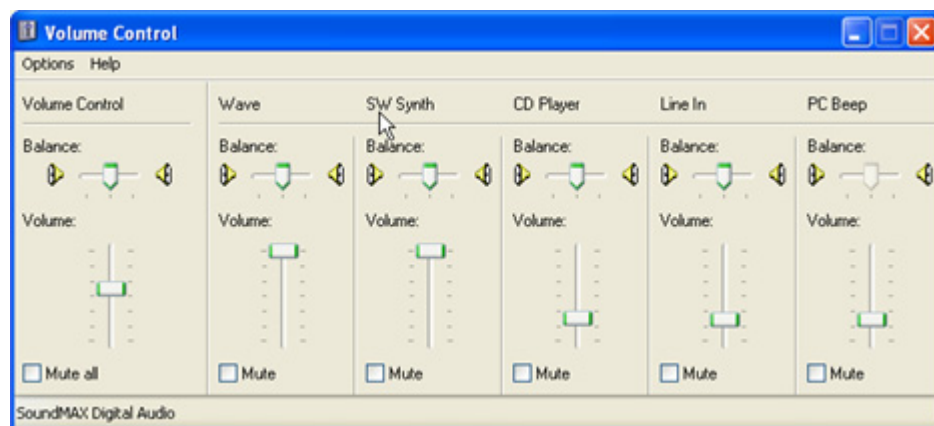 Volume Control
Options Help
Volume Control Wave SW Synth CD Player Line In PC Beep
Balance: Balance: Balance: Balance: Balance: Balance:
Volume: Volume: Volume: Volume: Volume: Volume:
Mute all Mute Mute Mute Mute Mute
SoundMAX Digital Audio